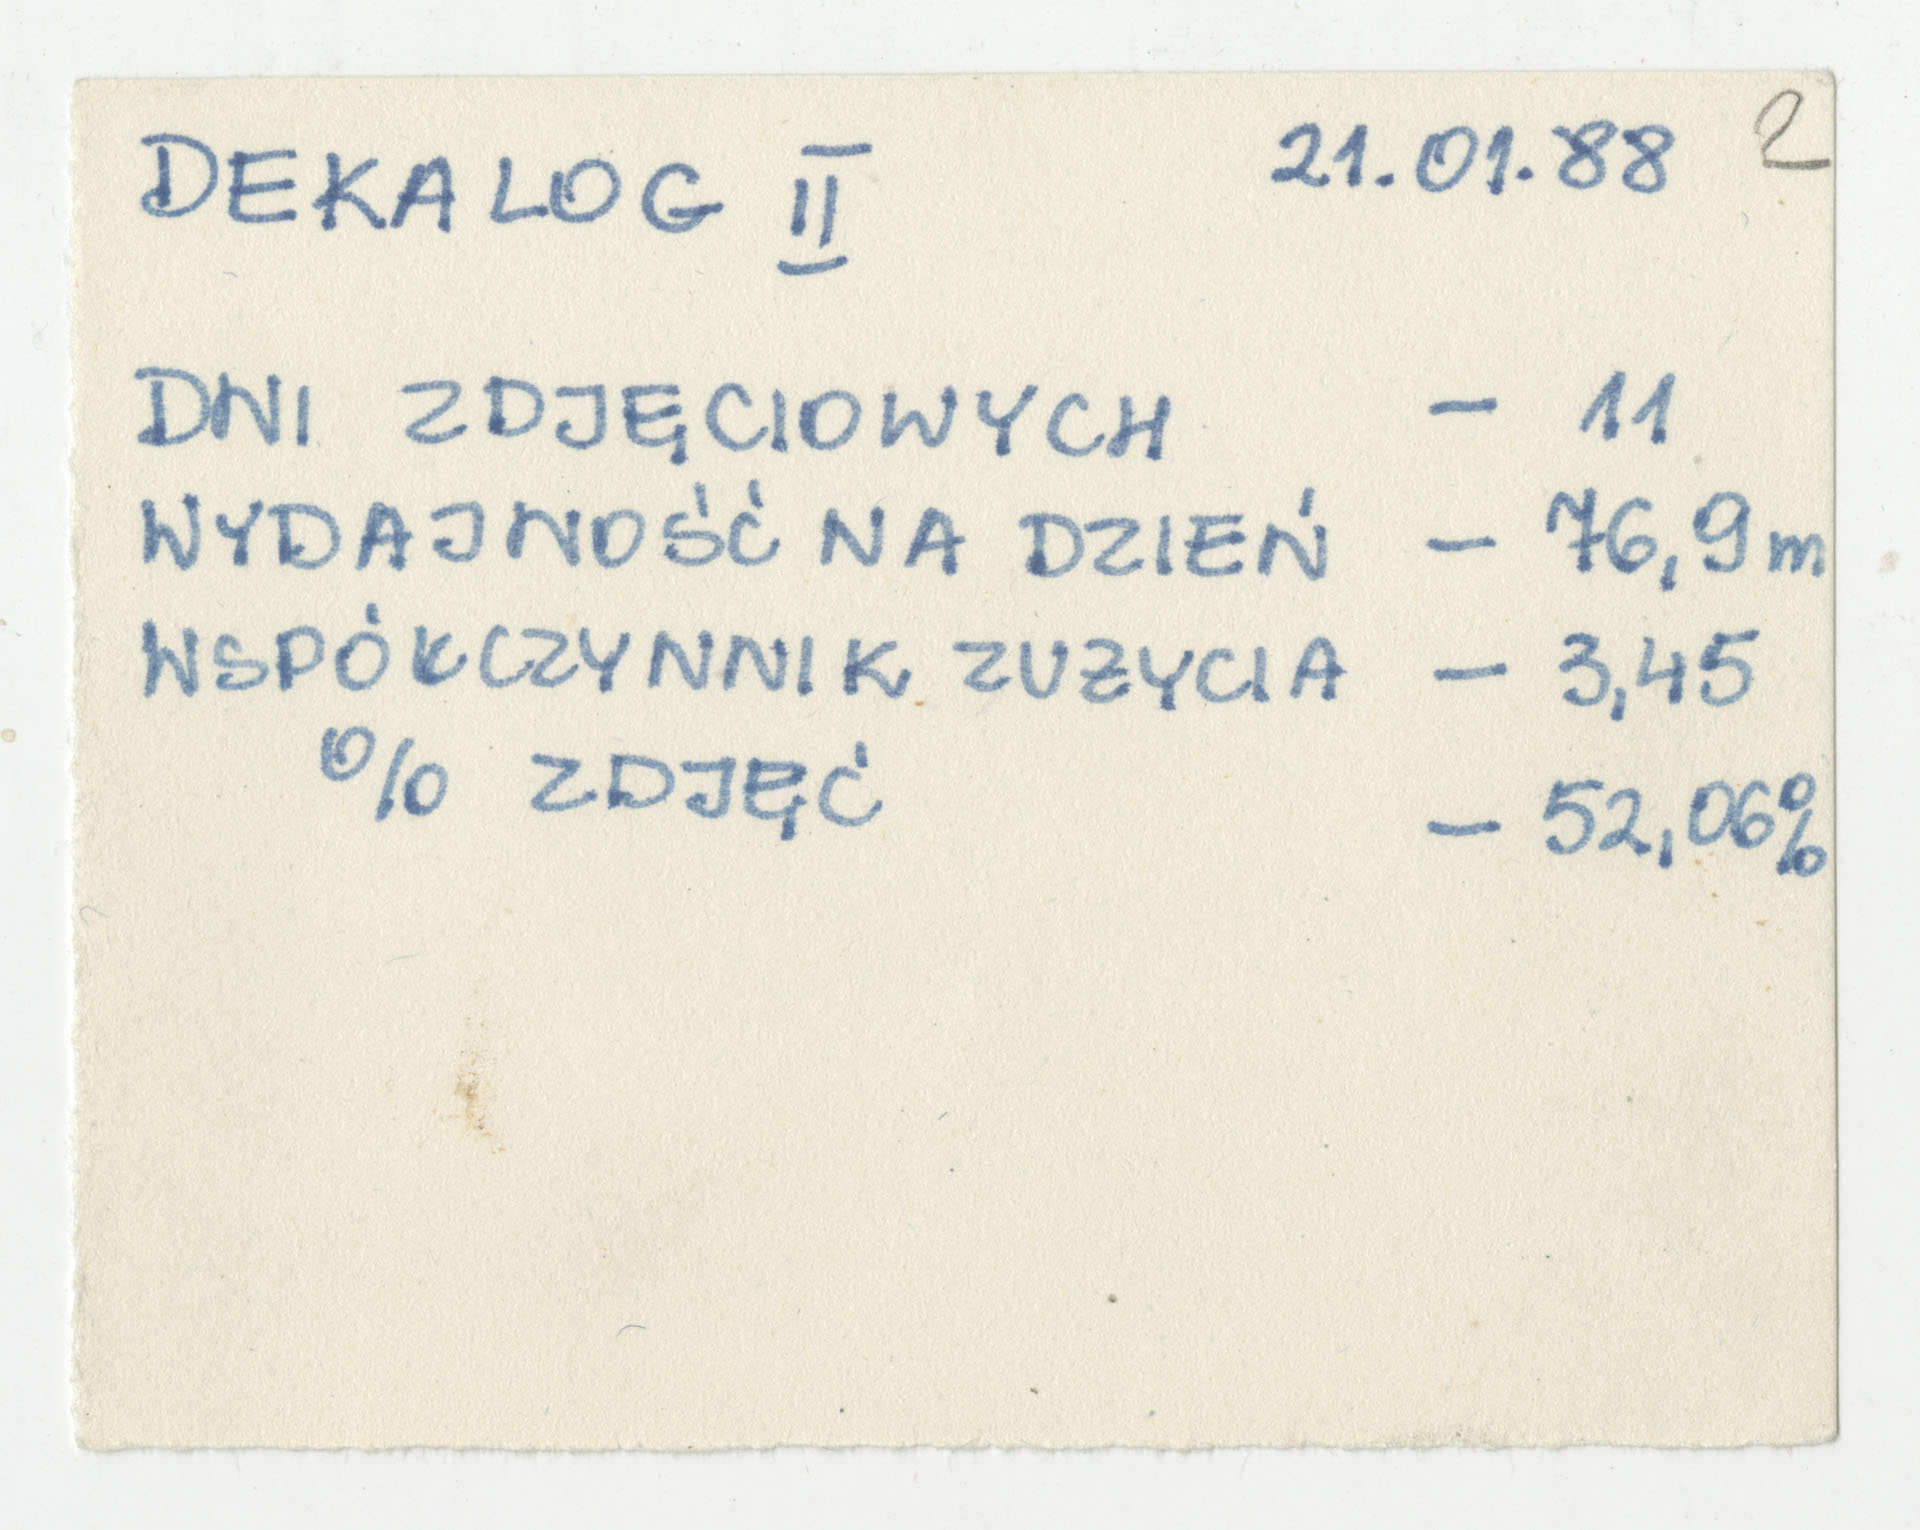 DEKALOG II 21.01.88 2
DNI ZDJĘCIOWYCH - 11
WYDAJNOŚĆ NA DZIEŃ - 76,9m
WSPÓŁCZYNNIK ZUŻYCIA - 3,45
% ZDJĘĆ - 52,06%